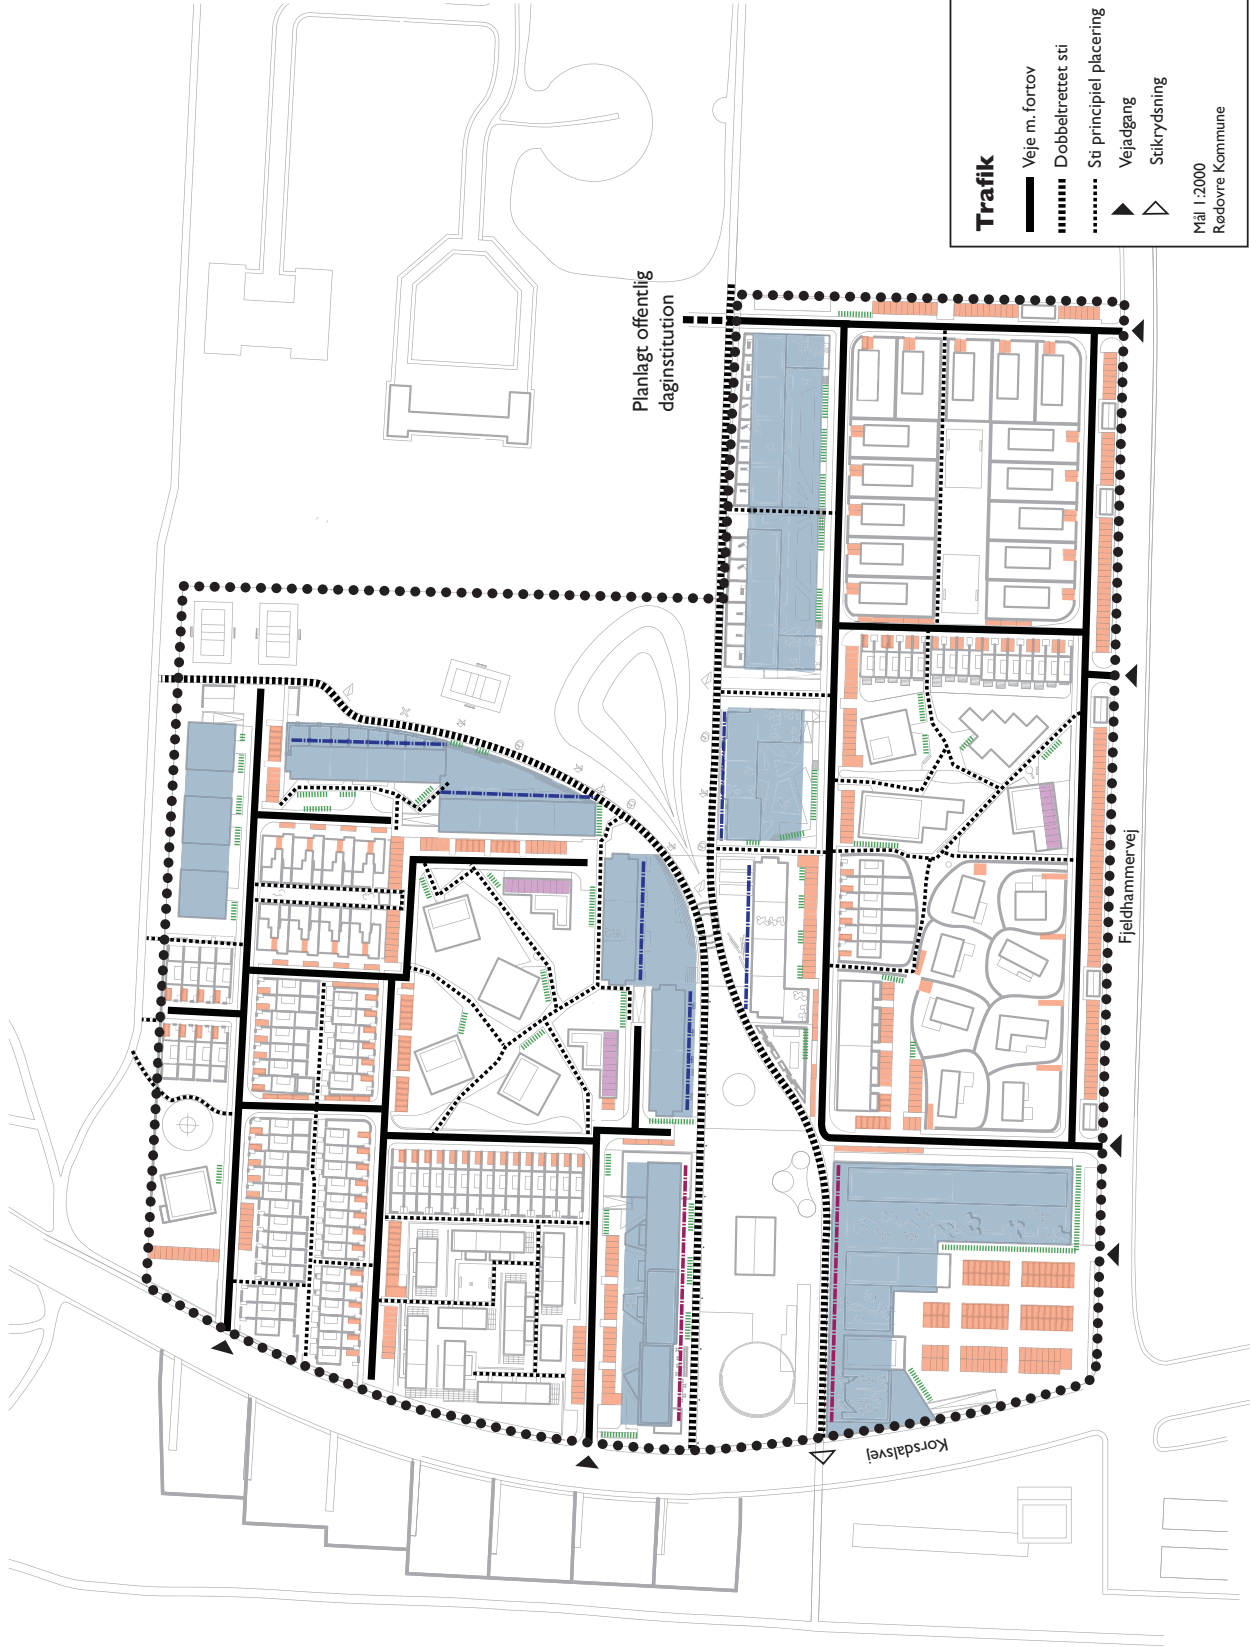 Planlagt offentlig
daginstitution
Fjeldhammervej
Korsdalsvej
Trafik
Veje m. fortov
Dobbeltrettet sti
Sti principiel placering
Vejadgang
Stikrydsning
Mål 1:2000
Rødovre Kommune